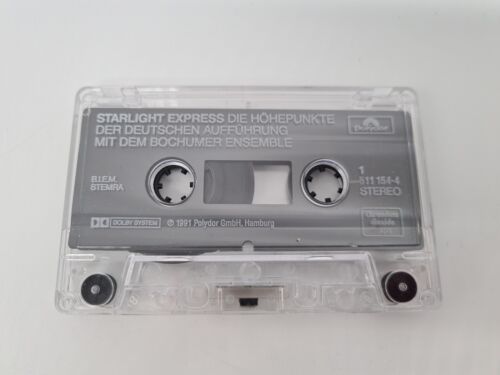 STARLIGHT EXPRESS DIE HÖHEPUNKTE
DER DEUTSCHEN AUFFÜHRUNG
MIT DEM BOCHUMER ENSEMBLE
Polydor
B.I.E.M.
STEMRA
1
511 154-4
STEREO
DOLBY SYSTEM
℗ 1991 Polydor GmbH, Hamburg